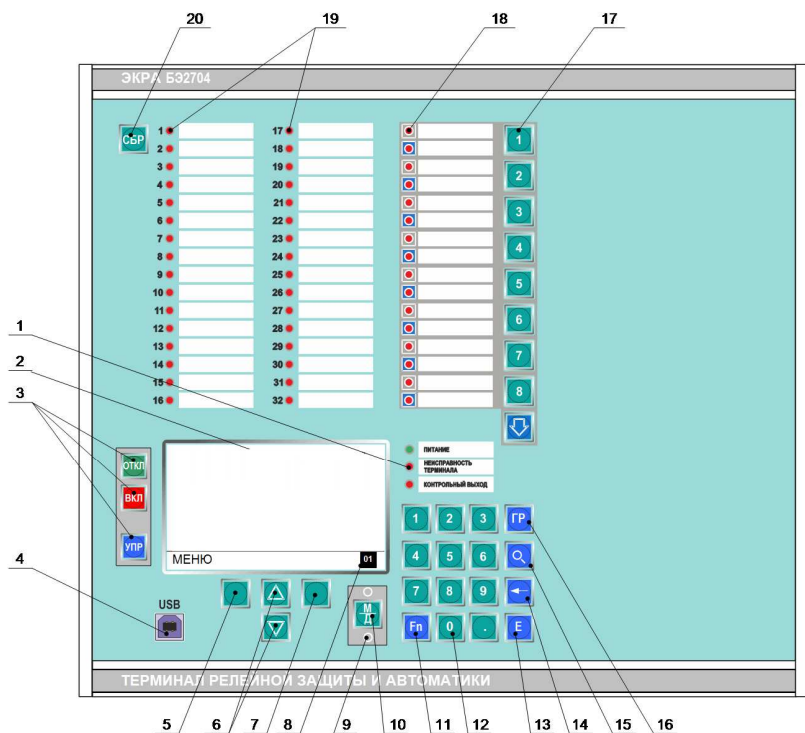 20 19 18 17
ЭКРА БЭ2704
СБР
1 17 1
2 18
3 19 2
4 20
5 21 3
6 22
7 23 4
8 24
9 25 5
10 26
11 27 6
12 28
13 29 7
14 30
15 31 8
16 32
1
2
3
ОТКЛ
ВКЛ
УПР
ПИТАНИЕ
НЕИСПРАВНОСТЬ
ТЕРМИНАЛА
КОНТРОЛЬНЫЙ ВЫХОД
МЕНЮ 01
1 2 3 ГР
4 5 6
7 8 9
Fn 0 . E
4
USB
М
Д
ТЕРМИНАЛ РЕЛЕЙНОЙ ЗАЩИТЫ И АВТОМАТИКИ
5 6 7 8 9 10 11 12 13 14 15 16